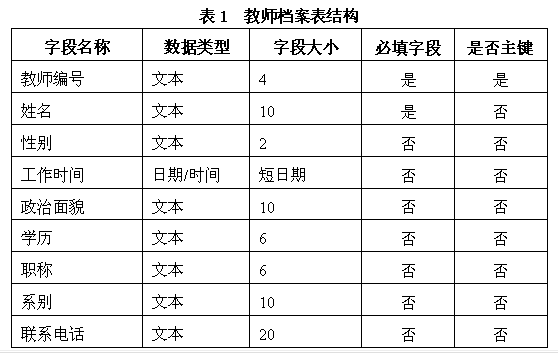 表 1 教师档案表结构
字段名称 数据类型 字段大小 必填字段 是否主键
教师编号 文本 4 是 是
姓名 文本 10 是 否
性别 文本 2 否 否
工作时间 日期/时间 短日期 否 否
政治面貌 文本 10 否 否
学历 文本 6 否 否
职称 文本 6 否 否
系别 文本 10 否 否
联系电话 文本 20 否 否